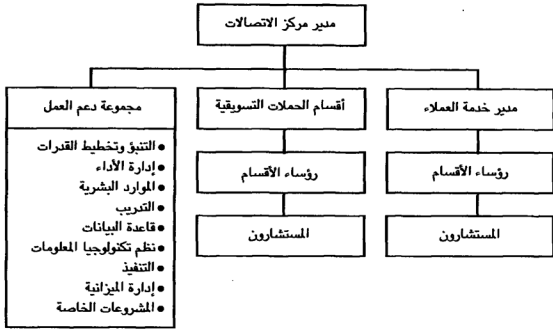 مدير مركز الاتصالات
مدير خدمة العملاء
أقسام الحملات التسويقية
مجموعة دعم العمل
رؤساء الأقسام
رؤساء الأقسام
المستشارون
المستشارون
● التنبؤ وتخطيط القدرات
● إدارة الأداء
● الموارد البشرية
● التدريب
● قاعدة البيانات
● نظم تكنولوجيا المعلومات
● التنفيذ
● إدارة الميزانية
● المشروعات الخاصة